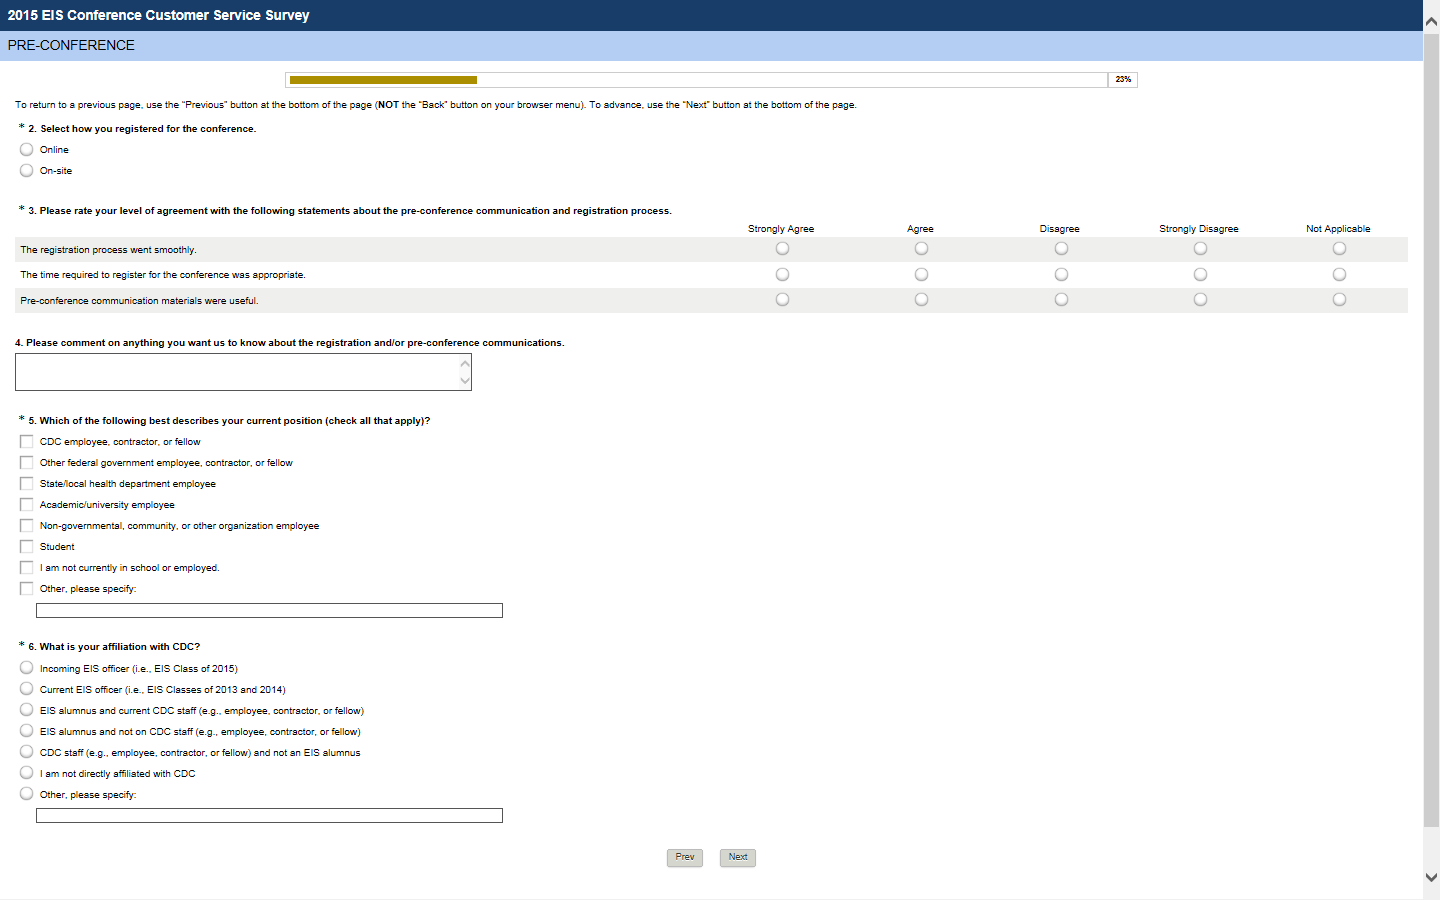 2015 EIS Conference Customer Service Survey
PRE-CONFERENCE
23%
To return to a previous page, use the "Previous" button at the bottom of the page (NOT the "Back" button on your browser menu). To advance, use the "Next" button at the bottom of the page.
* 2. Select how you registered for the conference.
Online
On-site
* 3. Please rate your level of agreement with the following statements about the pre-conference communication and registration process.
Strongly Agree Agree Disagree Strongly Disagree Not Applicable
The registration process went smoothly.
The time required to register for the conference was appropriate.
Pre-conference communication materials were useful.
4. Please comment on anything you want us to know about the registration and/or pre-conference communications.
* 5. Which of the following best describes your current position (check all that apply)?
CDC employee, contractor, or fellow
Other federal government employee, contractor, or fellow
State/local health department employee
Academic/university employee
Non-governmental, community, or other organization employee
Student
I am not currently in school or employed.
Other, please specify:
* 6. What is your affiliation with CDC?
Incoming EIS officer (i.e., EIS Class of 2015)
Current EIS officer (i.e., EIS Classes of 2013 and 2014)
EIS alumnus and current CDC staff (e.g., employee, contractor, or fellow)
EIS alumnus and not on CDC staff (e.g., employee, contractor, or fellow)
CDC staff (e.g., employee, contractor, or fellow) and not an EIS alumnus
I am not directly affiliated with CDC
Other, please specify:
Prev Next